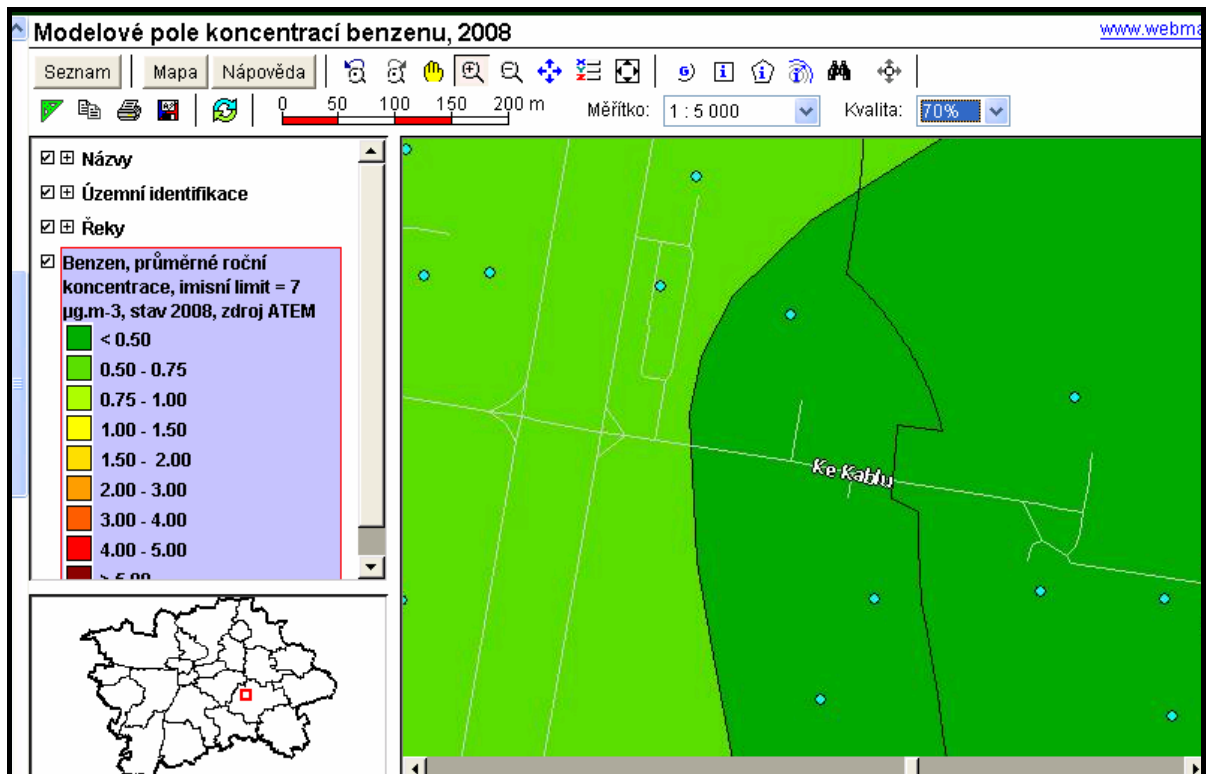 Modelové pole koncentrací benzenu, 2008
www.webma
Seznam Mapa Nápověda
0 50 100 150 200 m Měřítko: 1 : 5 000 Kvalita: 70%
Názvy
Územní identifikace
Řeky
Benzen, průměrné roční
koncentrace, imisní limit = 7
µg.m-3, stav 2008, zdroj ATEM
< 0.50
0.50 - 0.75
0.75 - 1.00
1.00 - 1.50
1.50 - 2.00
2.00 - 3.00
3.00 - 4.00
4.00 - 5.00
> 5.00
Ke Kablu